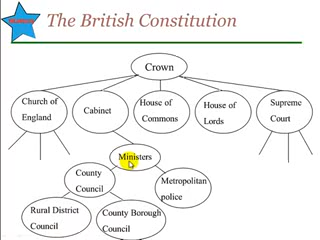 The British Constitution
Crown
Church of
England
Cabinet
House of
Commons
House of
Lords
Supreme
Court
Ministers
County
Council
Metropolitan
police
Rural District
Council
County Borough
Council